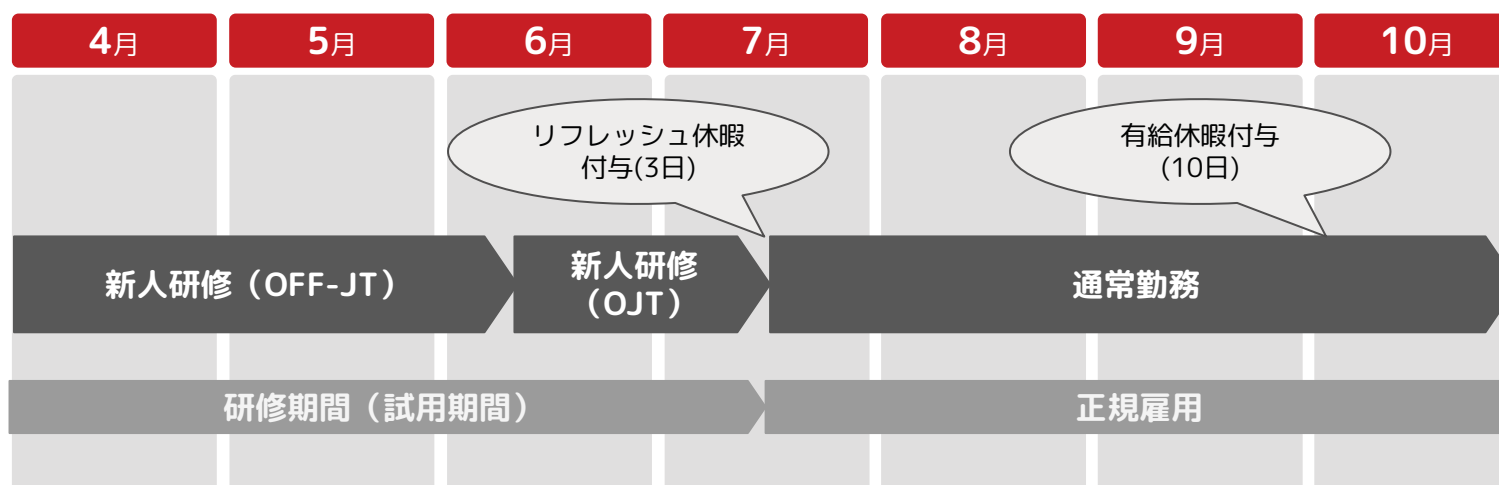 4月 5月 6月 7月 8月 9月 10月
リフレッシュ休暇
付与(3日)
有給休暇付与
(10日)
新人研修（OFF-JT）
新人研修
（OJT）
通常勤務
研修期間（試用期間）
正規雇用